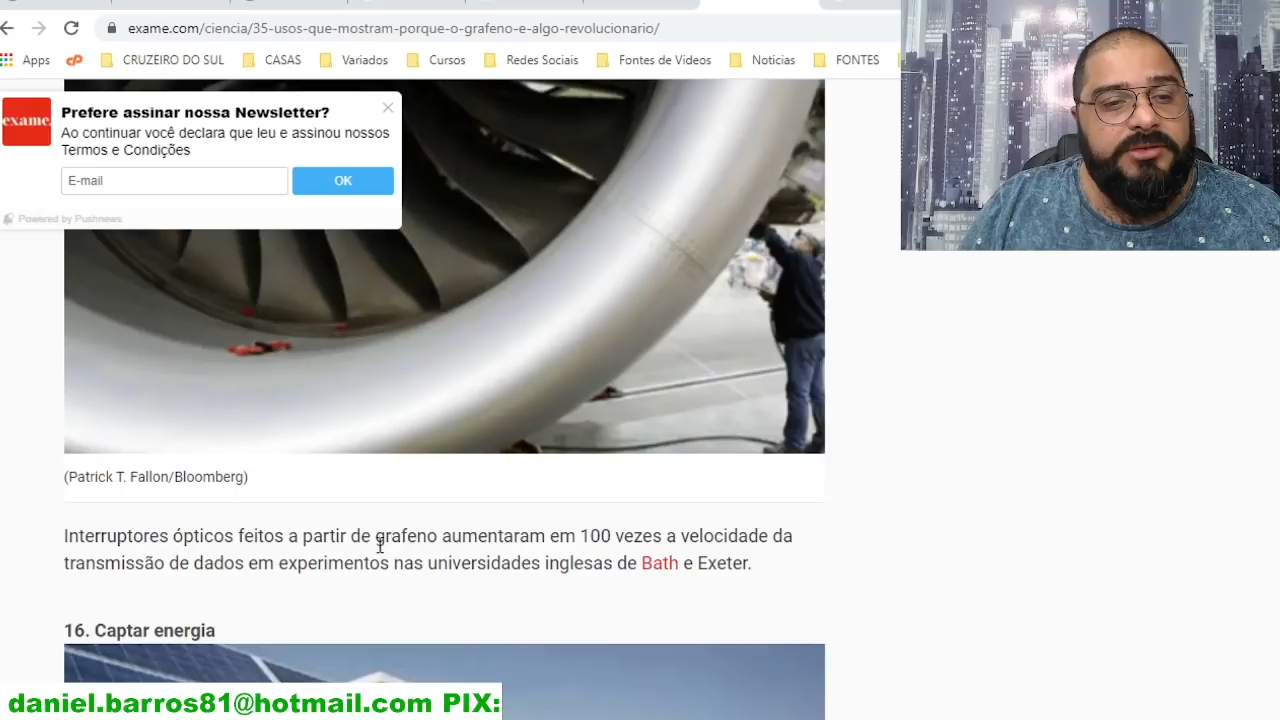 exame.com/ciencia/35-usos-que-mostram-porque-o-grafeno-e-algo-revolucionario/
Apps CRUZEIRO DO SUL CASAS Variados Cursos Redes Sociais Fontes de Videos Noticias FONTES
exame.
Prefere assinar nossa Newsletter?
Ao continuar você declara que leu e assinou nossos
Termos e Condições
E-mail OK
Powered by Pushnews
(Patrick T. Fallon/Bloomberg)
Interruptores ópticos feitos a partir de grafeno aumentaram em 100 vezes a velocidade da
transmissão de dados em experimentos nas universidades inglesas de Bath e Exeter.
16. Captar energia
daniel.barros81@hotmail.com PIX: